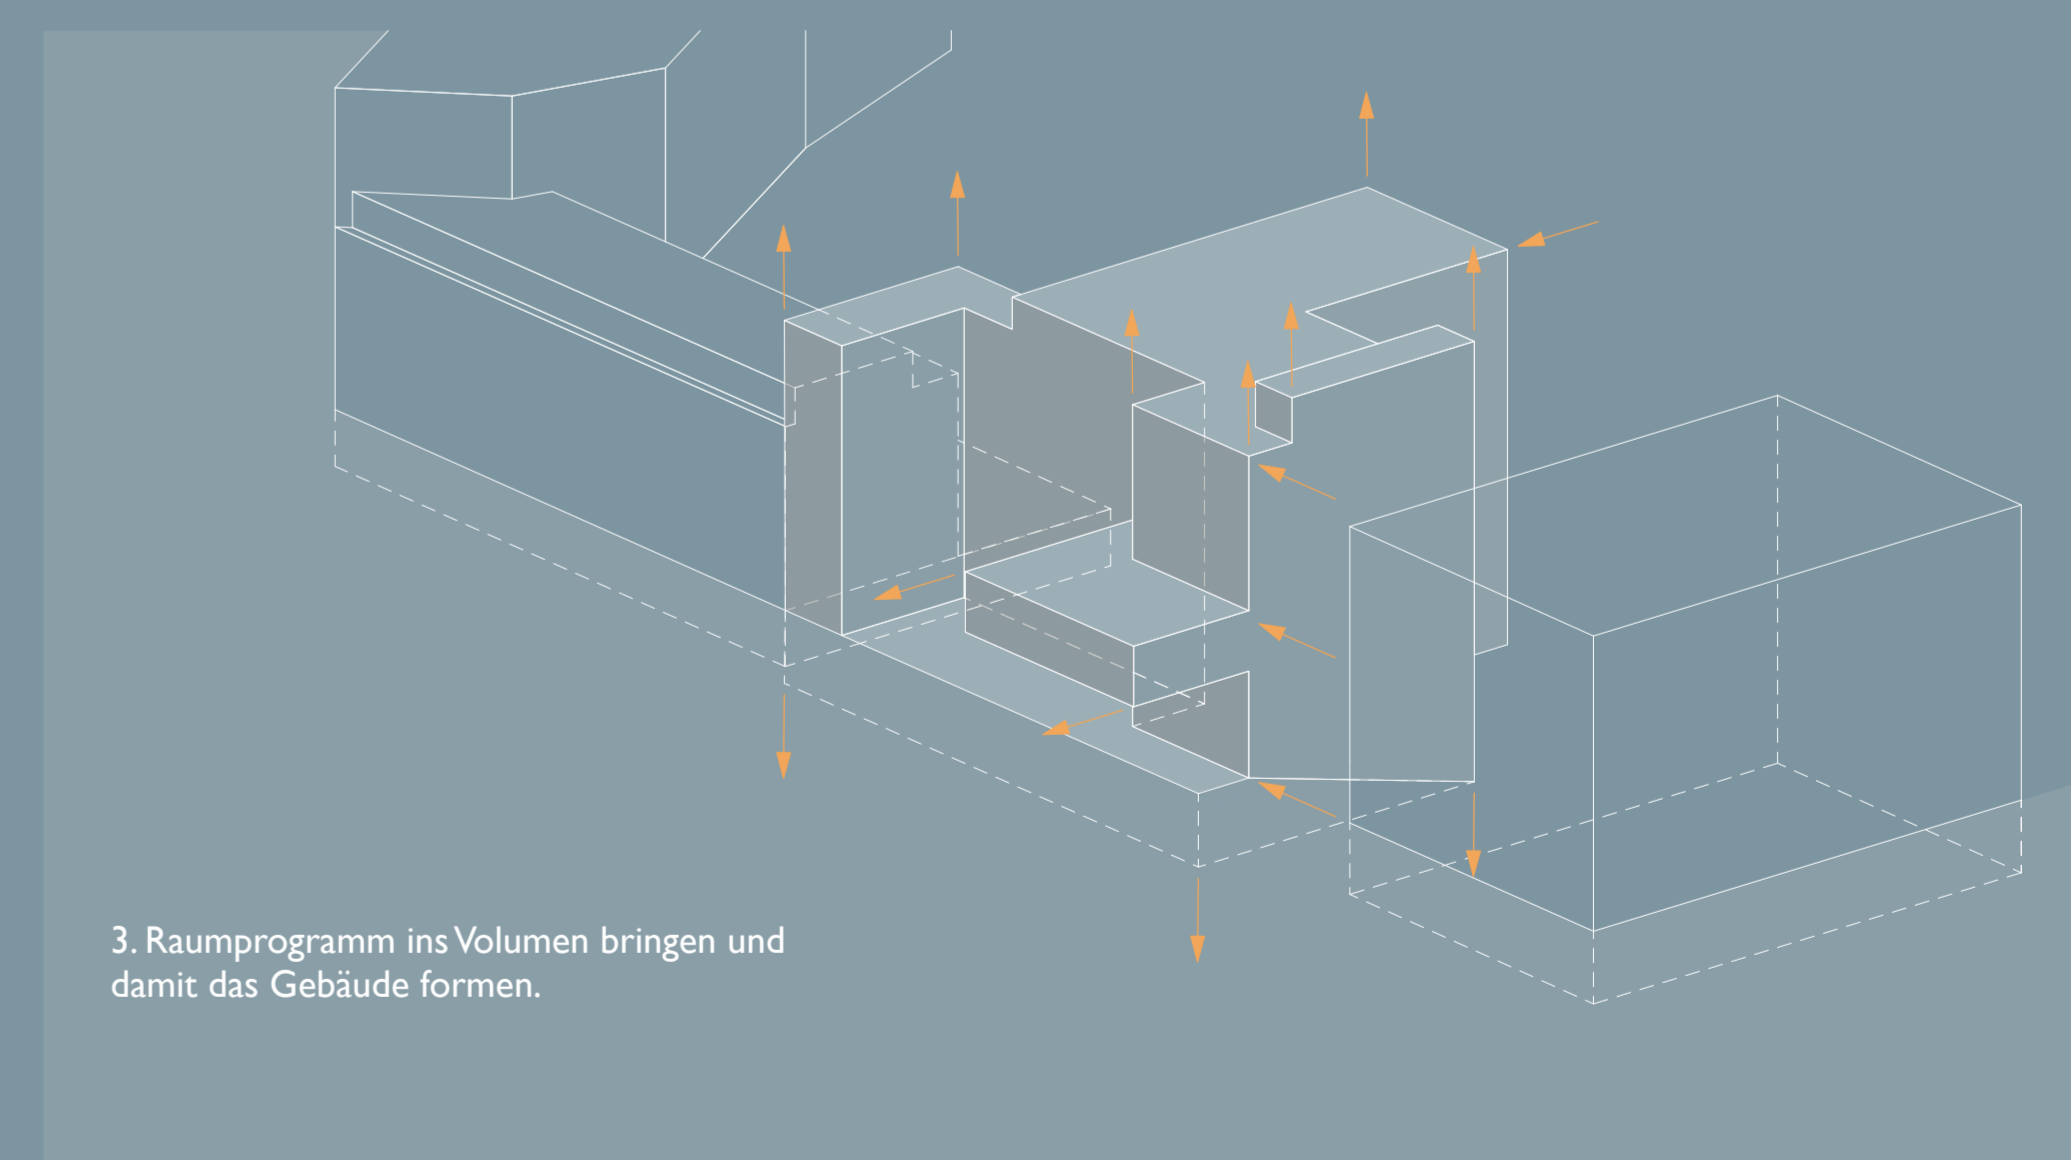 3. Raumprogramm ins Volumen bringen und
damit das Gebäude formen.